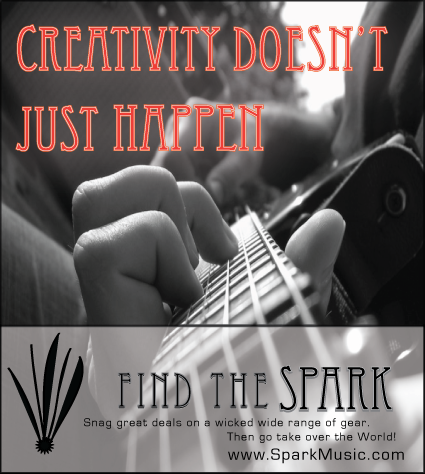 CREATIVITY DOESN'T
JUST HAPPEN
FIND THE SPARK
Snag great deals on a wicked wide range of gear.
Then go take over the World!
www.SparkMusic.com